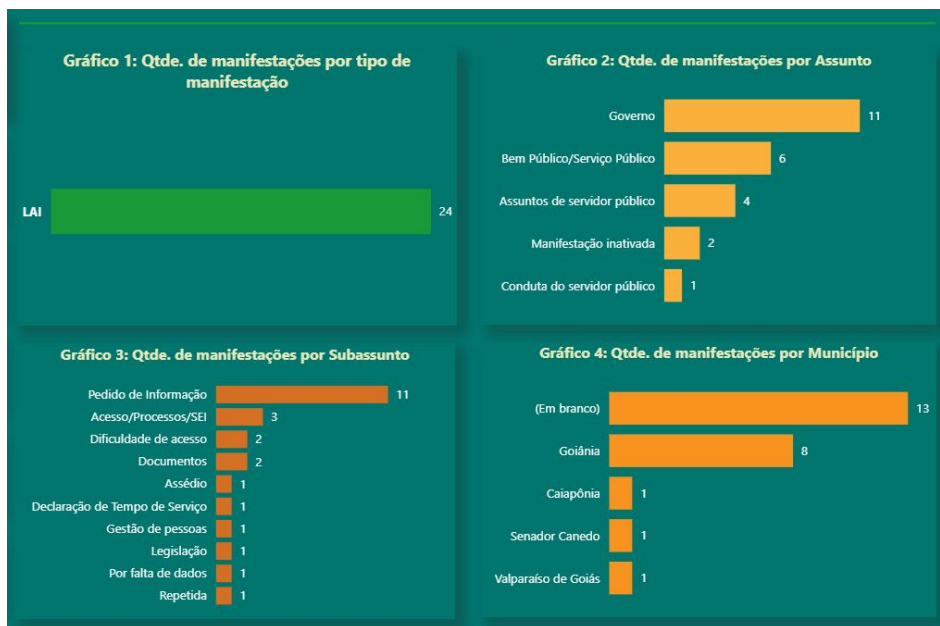 Gráfico 1: Qtde. de manifestações por tipo de
manifestação
LAI 24
Gráfico 2: Qtde. de manifestações por Assunto
Governo 11
Bem Público/Serviço Público 6
Assuntos de servidor público 4
Manifestação inativada 2
Conduta do servidor público 1
Gráfico 3: Qtde. de manifestações por Subassunto
Pedido de Informação 11
Acesso/Processos/SEI 3
Dificuldade de acesso 2
Documentos 2
Assédio 1
Declaração de Tempo de Serviço 1
Gestão de pessoas 1
Legislação 1
Por falta de dados 1
Repetida 1
Gráfico 4: Qtde. de manifestações por Município
(Em branco) 13
Goiânia 8
Caiapônia 1
Senador Canedo 1
Valparaíso de Goiás 1